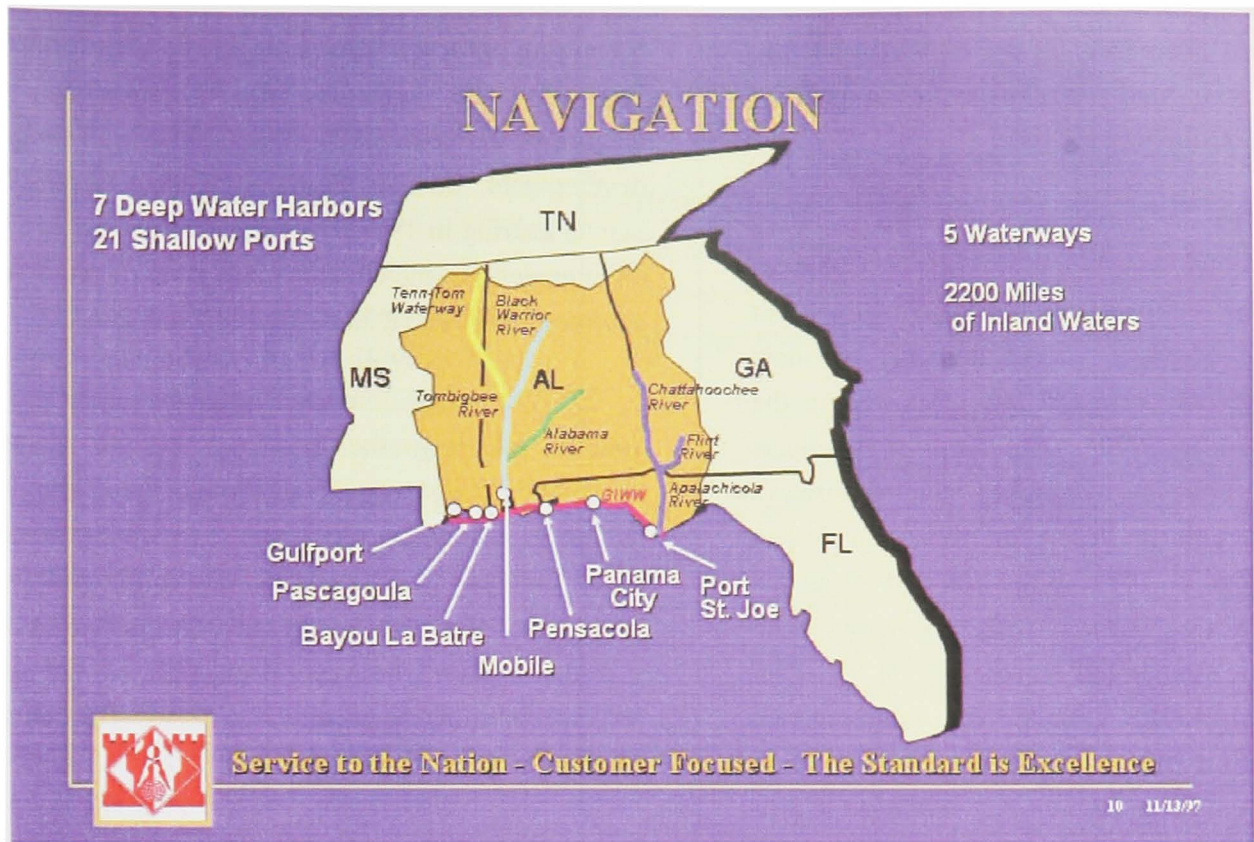 NAVIGATION
7 Deep Water Harbors
21 Shallow Ports
5 Waterways
2200 Miles
of Inland Waters
TN
MS
AL
GA
FL
Tenn-Tom
Waterway
Black
Warrior
River
Tombigbee
River
Alabama
River
Chattahoochee
River
Flint
River
Apalachicola
River
GIWW
Gulfport
Pascagoula
Bayou La Batre
Mobile
Pensacola
Panama
City
Port
St. Joe
Service to the Nation - Customer Focused - The Standard is Excellence
10 11/13/97